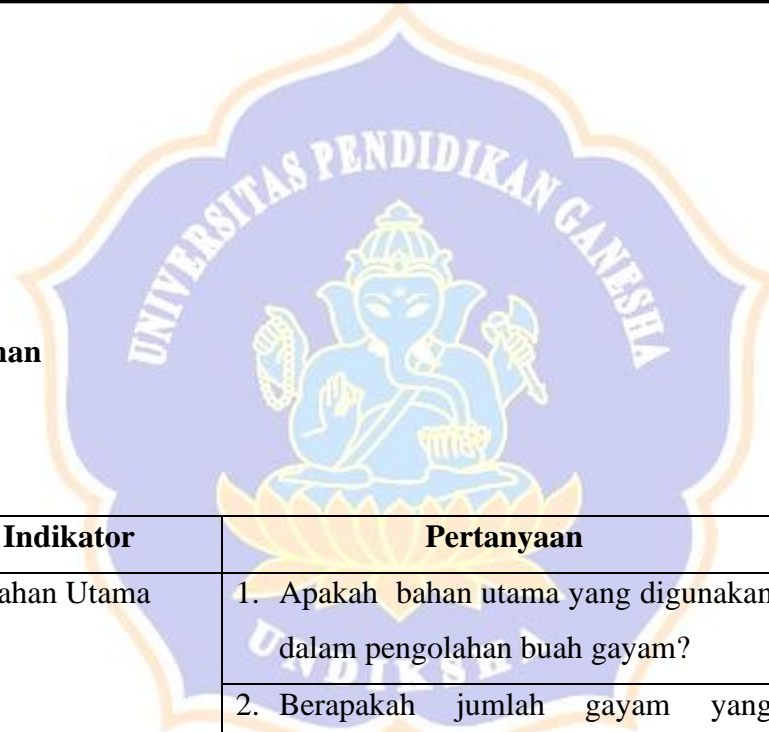 UNIVERSITAS PENDIDIKAN GANESHA
Indikator Pertanyaan
ahan Utama 1. Apakah bahan utama yang digunakan
dalam pengolahan buah gayam?
UNDIKSHA
2. Berapakah jumlah gayam yang